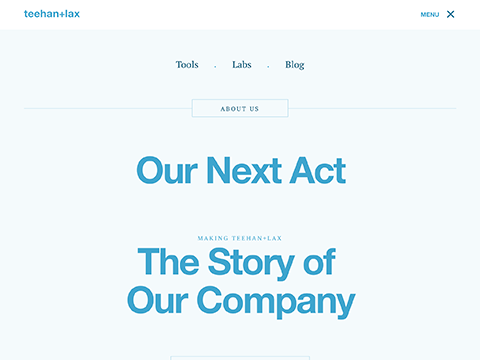 teehan+lax
MENU
Tools . Labs . Blog
ABOUT US
Our Next Act
MAKING TEEHAN+LAX
The Story of
Our Company